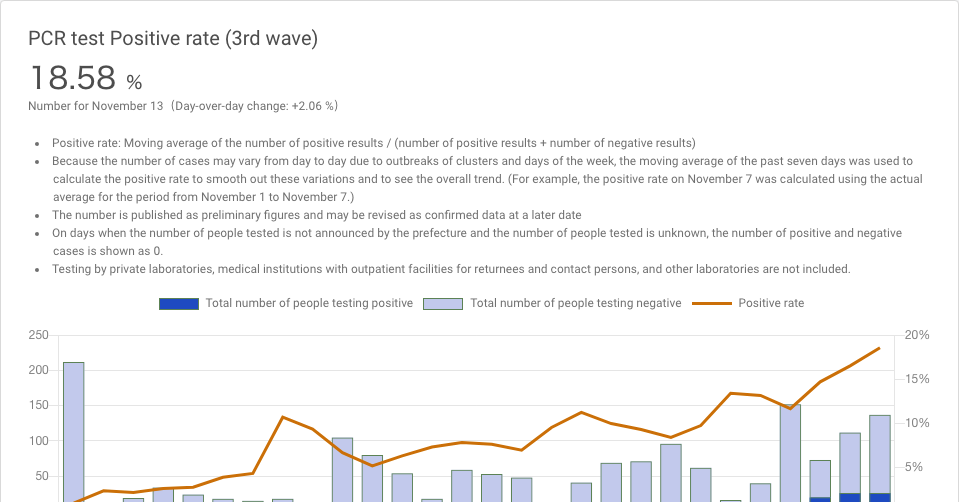 PCR test Positive rate (3rd wave)
18.58 %
Number for November 13 (Day-over-day change: +2.06 %)
• Positive rate: Moving average of the number of positive results / (number of positive results + number of negative results)
• Because the number of cases may vary from day to day due to outbreaks of clusters and days of the week, the moving average of the past seven days was used to
calculate the positive rate to smooth out these variations and to see the overall trend. (For example, the positive rate on November 7 was calculated using the actual
average for the period from November 1 to November 7.)
• The number is published as preliminary figures and may be revised as confirmed data at a later date
• On days when the number of people tested is not announced by the prefecture and the number of people tested is unknown, the number of positive and negative
cases is shown as 0.
• Testing by private laboratories, medical institutions with outpatient facilities for returnees and contact persons, and other laboratories are not included.
Total number of people testing positive Total number of people testing negative Positive rate
250 20%
200
15%
150
10%
100
5%
50